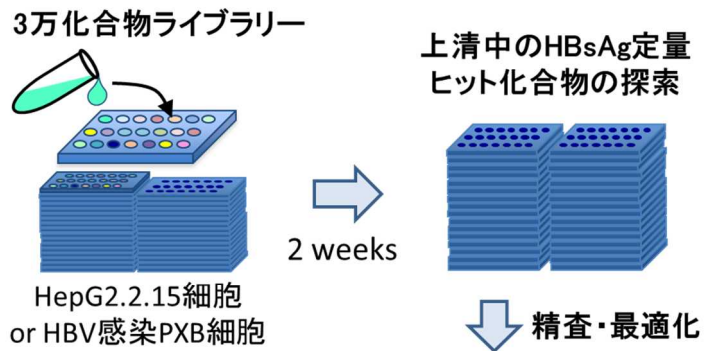 3万化合物ライブラリー
上清中のHBsAg定量
ヒット化合物の探索
2 weeks
HepG2.2.15細胞
or HBV感染PXB細胞
精査・最適化